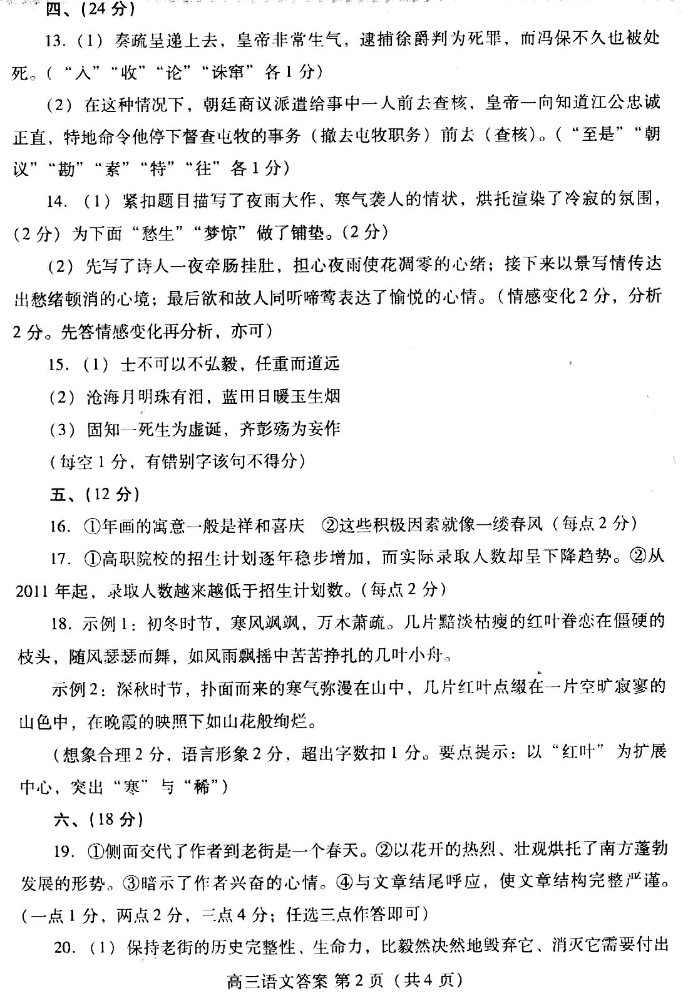 四、(24 分)
13.（1）奏疏呈递上去，皇帝非常生气，逮捕徐爵判为死罪，而冯保不久也被处
死。（“入”“收”“论”“诛窜”各 1 分）
（2）在这种情况下，朝廷商议派遣给事中一人前去查核，皇帝一向知道江公忠诚
正直，特地命令他停下督查屯牧的事务（撤去屯牧职务）前去（查核）。（“至是”“朝
议”“勘”“素”“特”“往”各 1 分）
14.（1）紧扣题目描写了夜雨大作、寒气袭人的情状，烘托渲染了冷寂的氛围，
(2 分）为下面“愁生”“梦惊”做了铺垫。(2 分）
（2）先写了诗人一夜牵肠挂肚，担心夜雨使花凋零的心绪；接下来以景写情传达
出愁绪顿消的心境；最后欲和故人同听啼莺表达了愉悦的心情。（情感变化 2 分，分析
2 分。先答情感变化再分析，亦可）
15.（1）士不可以不弘毅，任重而道远
（2）沧海月明珠有泪，蓝田日暖玉生烟
（3）固知一死生为虚诞，齐彭殇为妄作
（每空 1 分，有错别字该句不得分）
五、(12 分)
16. ①年画的寓意一般是祥和喜庆　②这些积极因素就像一缕春风（每点 2 分）
17. ①高职院校的招生计划逐年稳步增加，而实际录取人数却呈下降趋势。②从
2011 年起，录取人数越来越低于招生计划数。（每点 2 分）
18. 示例 1：初冬时节，寒风飒飒，万木萧疏。几片黯淡枯瘦的红叶眷恋在僵硬的
枝头，随风瑟瑟而舞，如风雨飘摇中苦苦挣扎的几叶小舟。
示例 2：深秋时节，扑面而来的寒气弥漫在山中，几片红叶点缀在一片空旷寂寥的
山色中，在晚霞的映照下如山花般绚烂。
（想象合理 2 分，语言形象 2 分，超出字数扣 1 分。要点提示：以“红叶”为扩展
中心，突出“寒”与“稀”）
六、(18 分)
19. ①侧面交代了作者到老街是一个春天。②以花开的热烈、壮观烘托了南方蓬勃
发展的形势。③暗示了作者兴奋的心情。④与文章结尾呼应，使文章结构完整严谨。
（一点 1 分，两点 2 分，三点 4 分；任选三点作答即可）
20.（1）保持老街的历史完整性、生命力，比毅然决然地毁弃它、消灭它需要付出
高三语文答案 第 2 页（共 4 页）